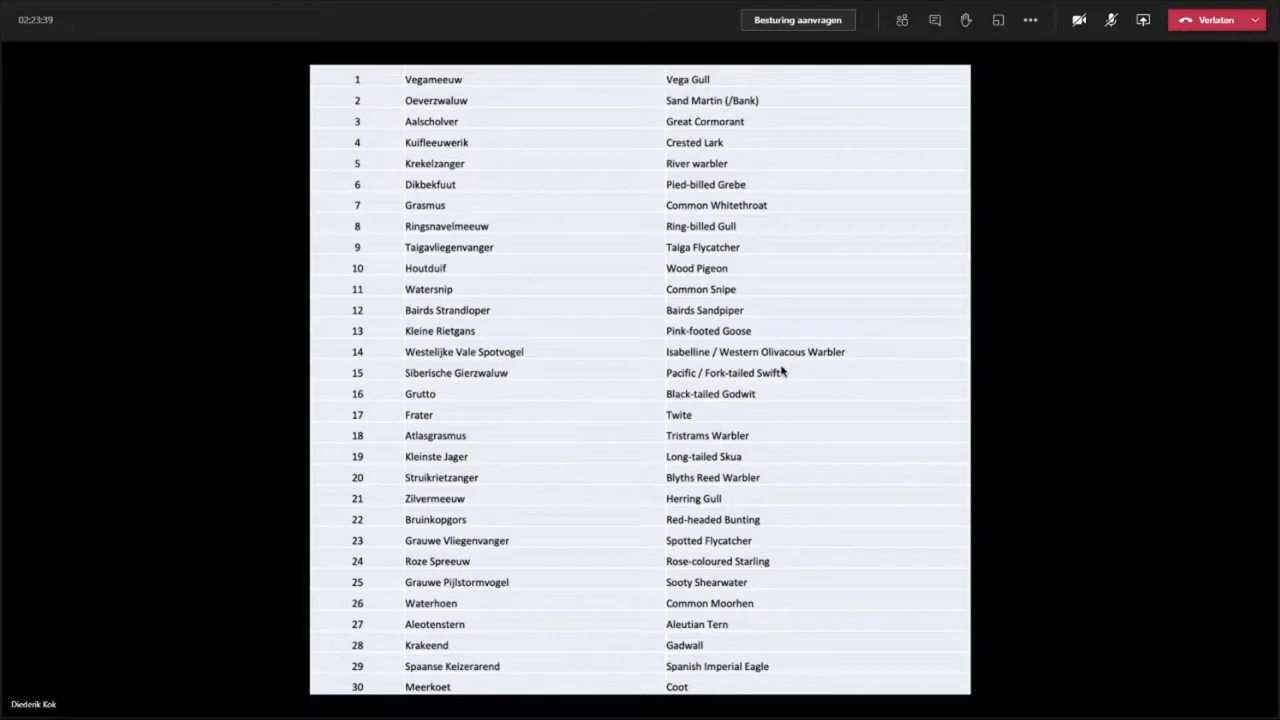 02:23:39 Besturing aanvragen Verlaten
1 Vegameeuw Vega Gull
2 Oeverzwaluw Sand Martin (/Bank)
3 Aalscholver Great Cormorant
4 Kuifleeuwerik Crested Lark
5 Krekelzanger River warbler
6 Dikbekfuut Pied-billed Grebe
7 Grasmus Common Whitethroat
8 Ringsnavelmeeuw Ring-billed Gull
9 Taigavliegenvanger Taiga Flycatcher
10 Houtduif Wood Pigeon
11 Watersnip Common Snipe
12 Bairds Strandloper Bairds Sandpiper
13 Kleine Rietgans Pink-footed Goose
14 Westelijke Vale Spotvogel Isabelline / Western Olivacous Warbler
15 Siberische Gierzwaluw Pacific / Fork-tailed Swift
16 Grutto Black-tailed Godwit
17 Frater Twite
18 Atlasgrasmus Tristrams Warbler
19 Kleinste Jager Long-tailed Skua
20 Struikrietzanger Blyths Reed Warbler
21 Zilvermeeuw Herring Gull
22 Bruinkopgors Red-headed Bunting
23 Grauwe Vliegenvanger Spotted Flycatcher
24 Roze Spreeuw Rose-coloured Starling
25 Grauwe Pijlstormvogel Sooty Shearwater
26 Waterhoen Common Moorhen
27 Aleotenstern Aleutian Tern
28 Krakeend Gadwall
29 Spaanse Keizerarend Spanish Imperial Eagle
30 Meerkoet Coot
Diederik Kok